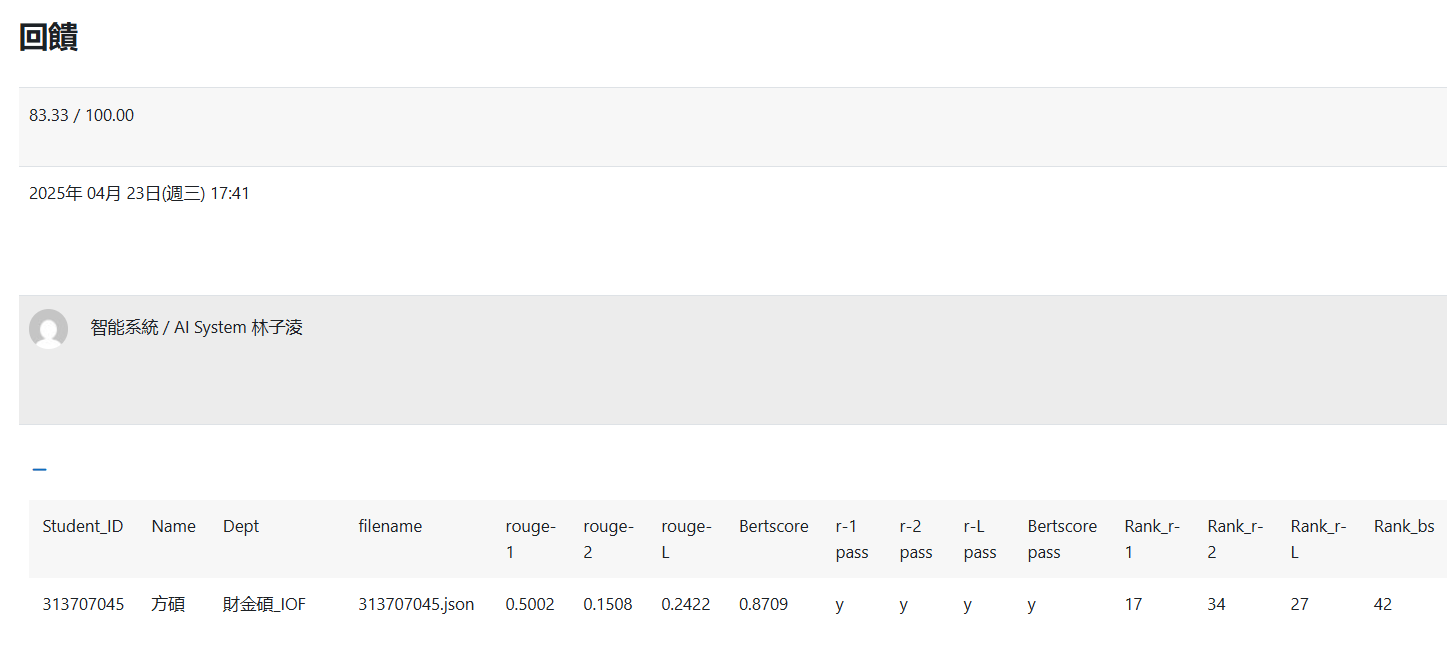 回饋
83.33 / 100.00
2025年 04月 23日(週三) 17:41
智能系統 / AI System 林子淩
Student_ID Name Dept filename rouge-1 rouge-2 rouge-L Bertscore r-1 pass r-2 pass r-L pass Bertscore pass Rank_r-1 Rank_r-2 Rank_r-L Rank_bs
313707045 方碩 財金碩_IOF 313707045.json 0.5002 0.1508 0.2422 0.8709 y y y y 17 34 27 42